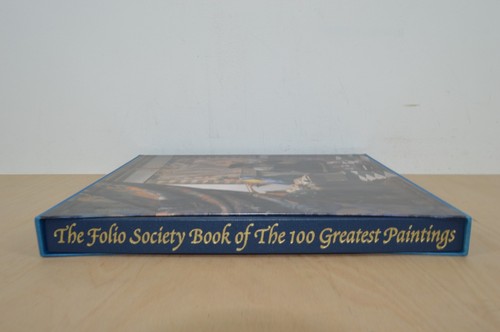 The Folio Society Book of The 100 Greatest Paintings